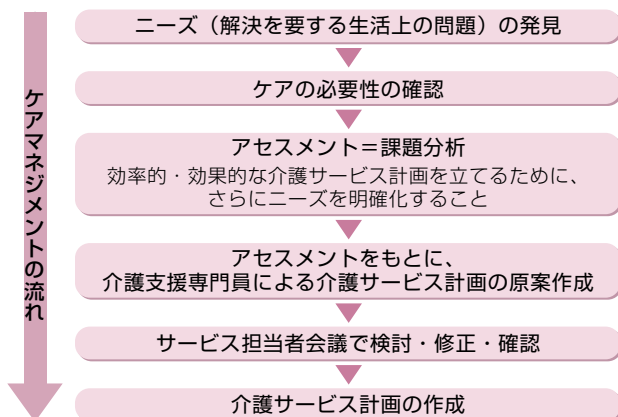 ケアマネジメントの流れ
ニーズ（解決を要する生活上の問題）の発見
ケアの必要性の確認
アセスメント＝課題分析
効率的・効果的な介護サービス計画を立てるために、
さらにニーズを明確化すること
アセスメントをもとに、
介護支援専門員による介護サービス計画の原案作成
サービス担当者会議で検討・修正・確認
介護サービス計画の作成